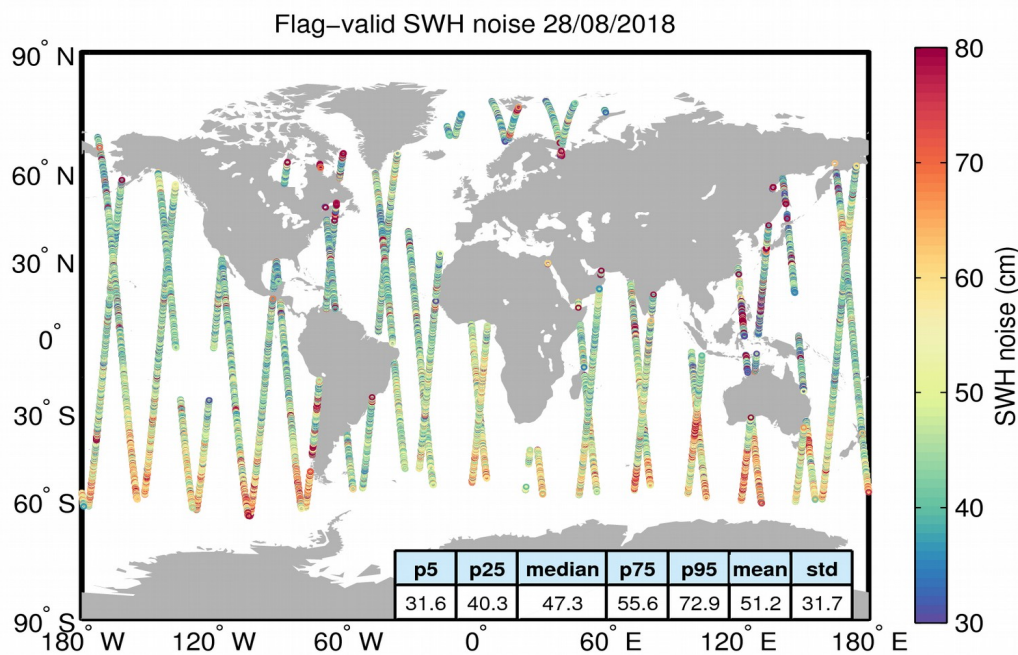 Flag−valid SWH noise 28/08/2018
90° N
60° N
30° N
0°
30° S
60° S
90° S
180° W
120° W
60° W
0°
60° E
120° E
180° E
80
70
60
50
40
30
SWH noise (cm)
p5 p25 median p75 p95 mean std
31.6 40.3 47.3 55.6 72.9 51.2 31.7